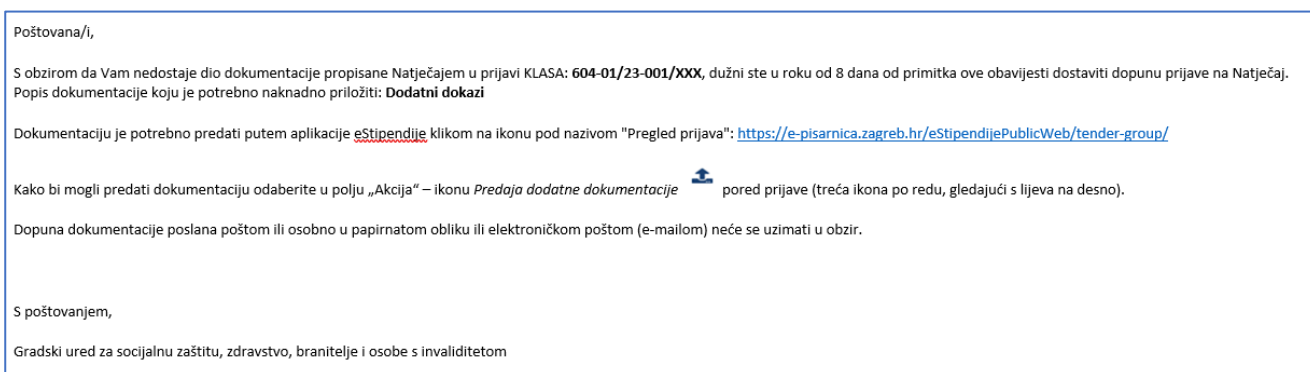 Poštovana/i,
S obzirom da Vam nedostaje dio dokumentacije propisane Natječajem u prijavi KLASA: 604-01/23-001/XXX, dužni ste u roku od 8 dana od primitka ove obavijesti dostaviti dopunu prijave na Natječaj.
Popis dokumentacije koju je potrebno naknadno priložiti: Dodatni dokazi
Dokumentaciju je potrebno predati putem aplikacije eStipendije klikom na ikonu pod nazivom "Pregled prijava": https://e-pisarnica.zagreb.hr/eStipendijePublicWeb/tender-group/
Kako bi mogli predati dokumentaciju odaberite u polju „Akcija“ – ikonu Predaja dodatne dokumentacije pored prijave (treća ikona po redu, gledajući s lijeva na desno).
Dopuna dokumentacije poslana poštom ili osobno u papirnatom obliku ili elektroničkom poštom (e-mailom) neće se uzimati u obzir.
S poštovanjem,
Gradski ured za socijalnu zaštitu, zdravstvo, branitelje i osobe s invaliditetom